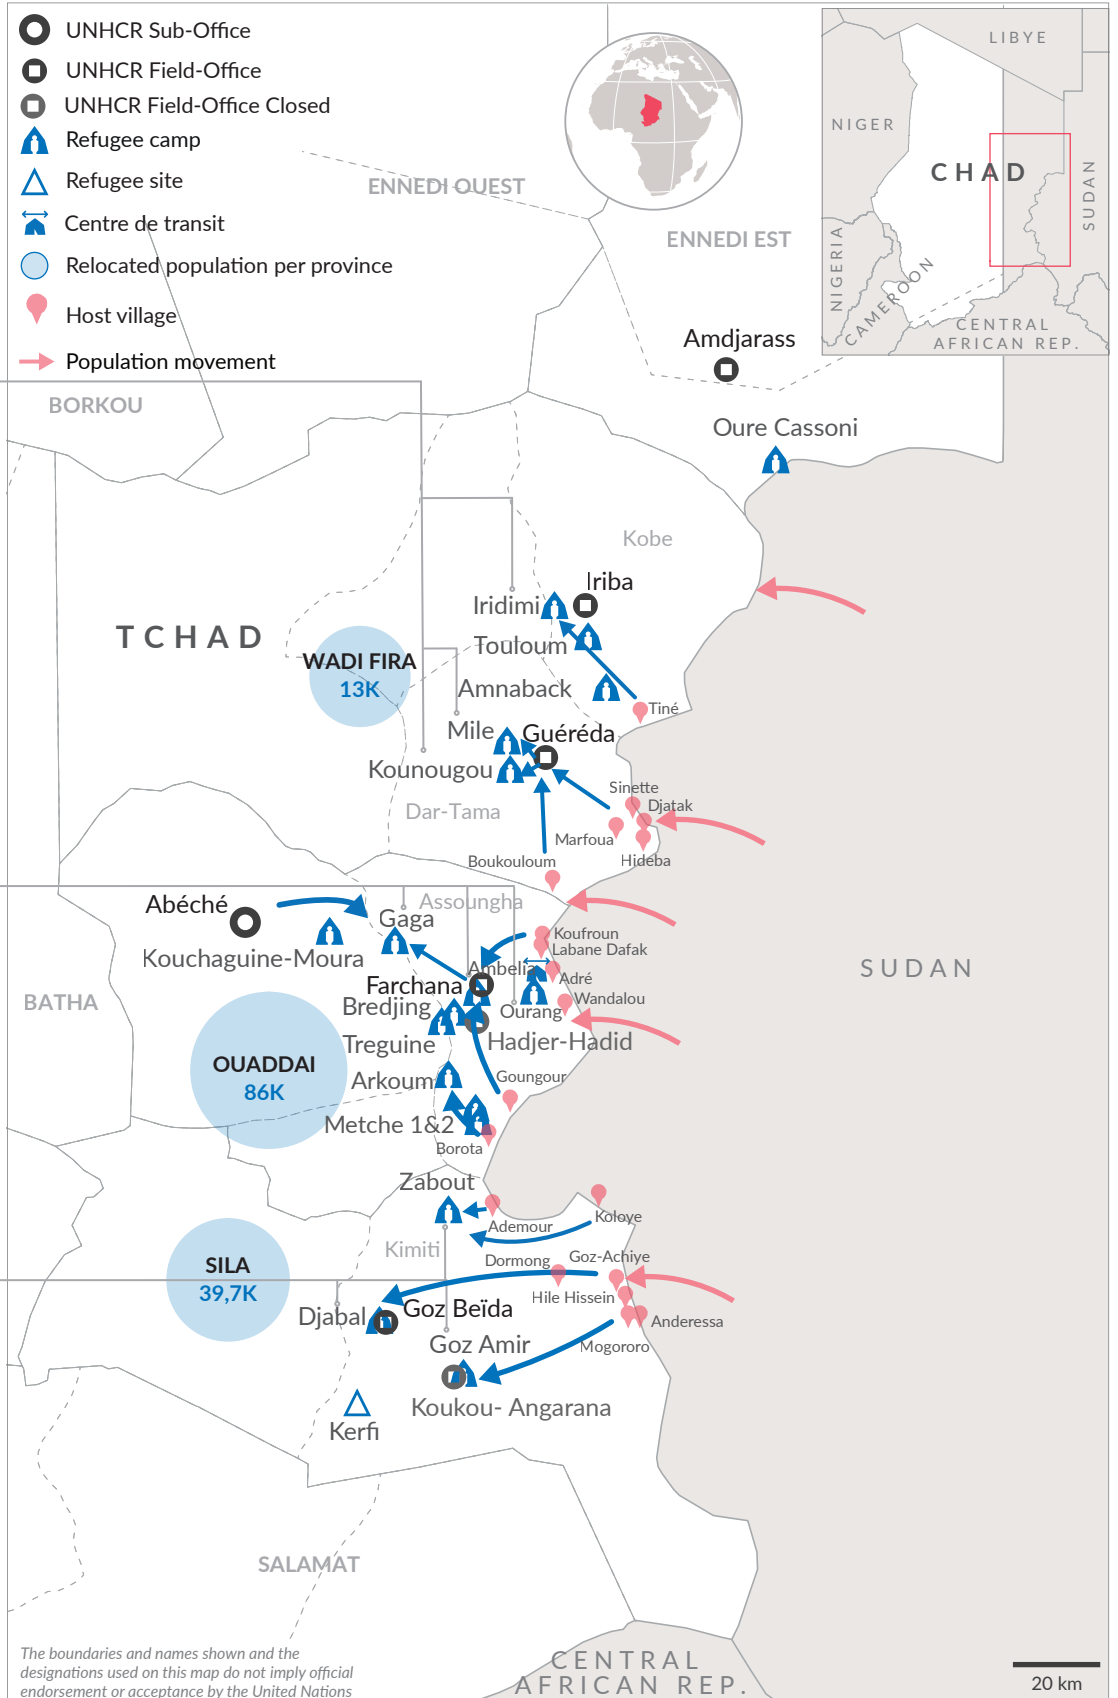 UNHCR Sub-Office
UNHCR Field-Office
UNHCR Field-Office Closed
Refugee camp
Refugee site
Centre de transit
Relocated population per province
Host village
Population movement
LIBYE
NIGER
CHAD
SUDAN
NIGERIA
CAMEROON
CENTRAL
AFRICAN REP.
ENNEDI OUEST
ENNEDI EST
Amdjarass
BORKOU
Oure Cassoni
Kobe
Iriba
Iridimi
TCHAD
Touloum
WADI FIRA
13K
Amnaback
Tiné
Mile
Guéréda
Kounougou
Sinette
Djatak
Dar-Tama
Marfoua
Hideba
Boukouloum
Abéché
Assoungha
Gaga
Koufroun
Labane Dafak
Kouchaguine-Moura
Ambelia
SUDAN
Adré
Farchana
Wandalou
BATHA
Bredjing
Ourang
Treguine
Hadjer-Hadid
OUADDAI
86K
Arkoum
Goungour
Metche 1&2
Borota
Zabout
Koloye
Ademour
Kimiti
Goz-Achiye
Dormong
SILA
39,7K
Hile Hissein
Djabal
Goz Beïda
Anderessa
Goz Amir
Mogororo
Koukou- Angarana
Kerfi
SALAMAT
The boundaries and names shown and the
designations used on this map do not imply official
endorsement or acceptance by the United Nations
CENTRAL
AFRICAN REP.
20 km